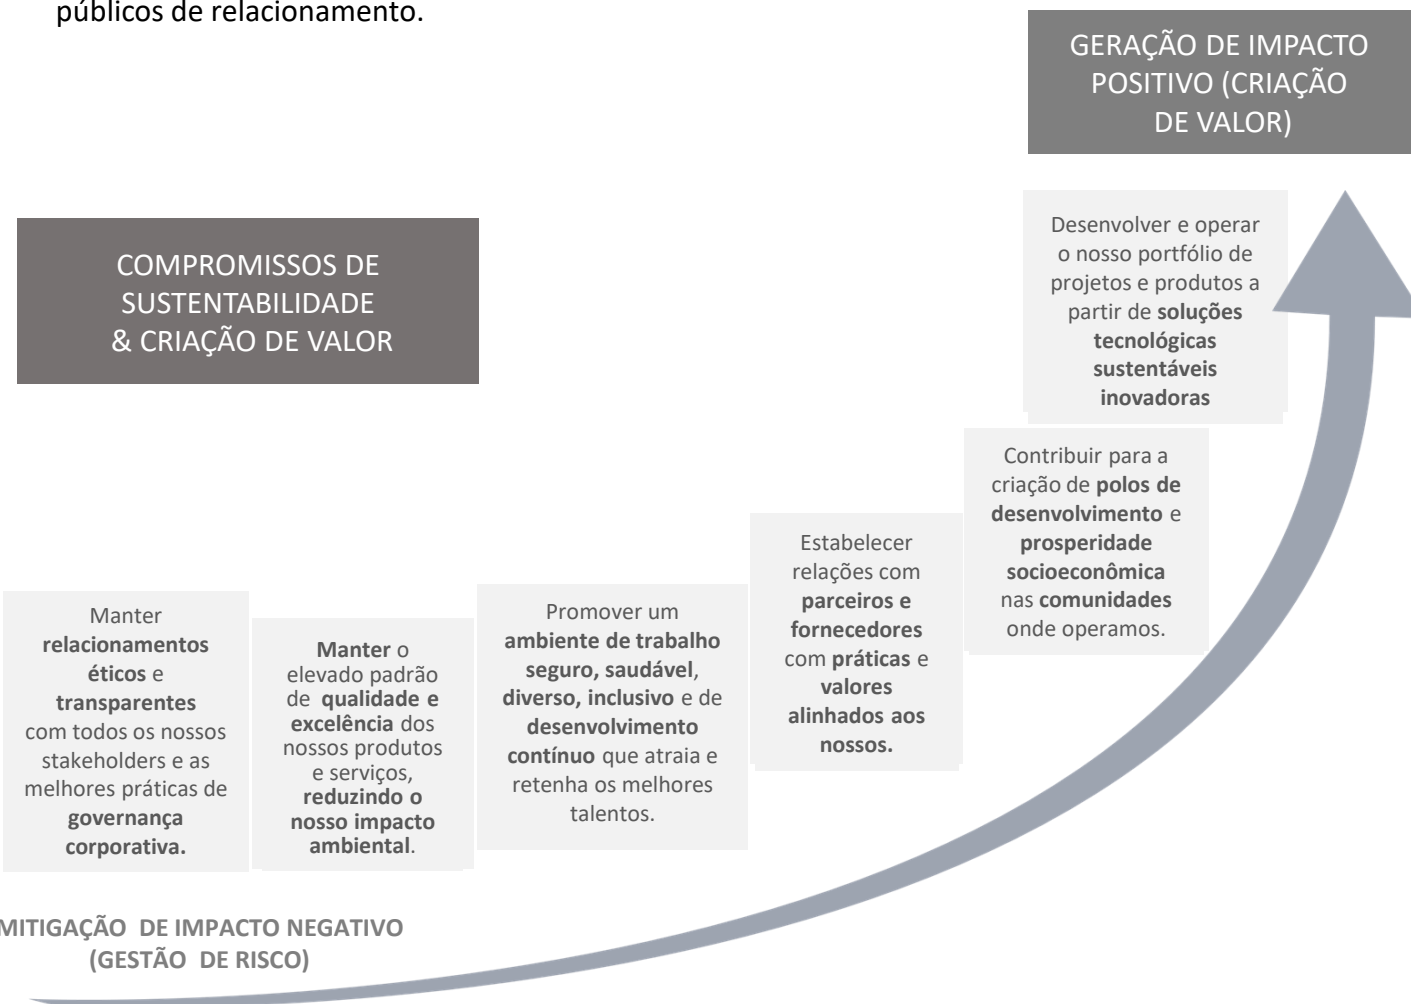 públicos de relacionamento.
GERAÇÃO DE IMPACTO
POSITIVO (CRIAÇÃO
DE VALOR)
COMPROMISSOS DE
SUSTENTABILIDADE
& CRIAÇÃO DE VALOR
Desenvolver e operar
o nosso portfólio de
projetos e produtos a
partir de soluções
tecnológicas
sustentáveis
inovadoras
Contribuir para a
criação de polos de
desenvolvimento e
prosperidade
socioeconômica
nas comunidades
onde operamos.
Estabelecer
relações com
parceiros e
fornecedores
com práticas e
valores
alinhados aos
nossos.
Promover um
ambiente de trabalho
seguro, saudável,
diverso, inclusivo e de
desenvolvimento
contínuo que atraia e
retenha os melhores
talentos.
Manter o
elevado padrão
de qualidade e
excelência dos
nossos produtos
e serviços,
reduzindo o
nosso impacto
ambiental.
Manter
relacionamentos
éticos e
transparentes
com todos os nossos
stakeholders e as
melhores práticas de
governança
corporativa.
MITIGAÇÃO DE IMPACTO NEGATIVO
(GESTÃO DE RISCO)